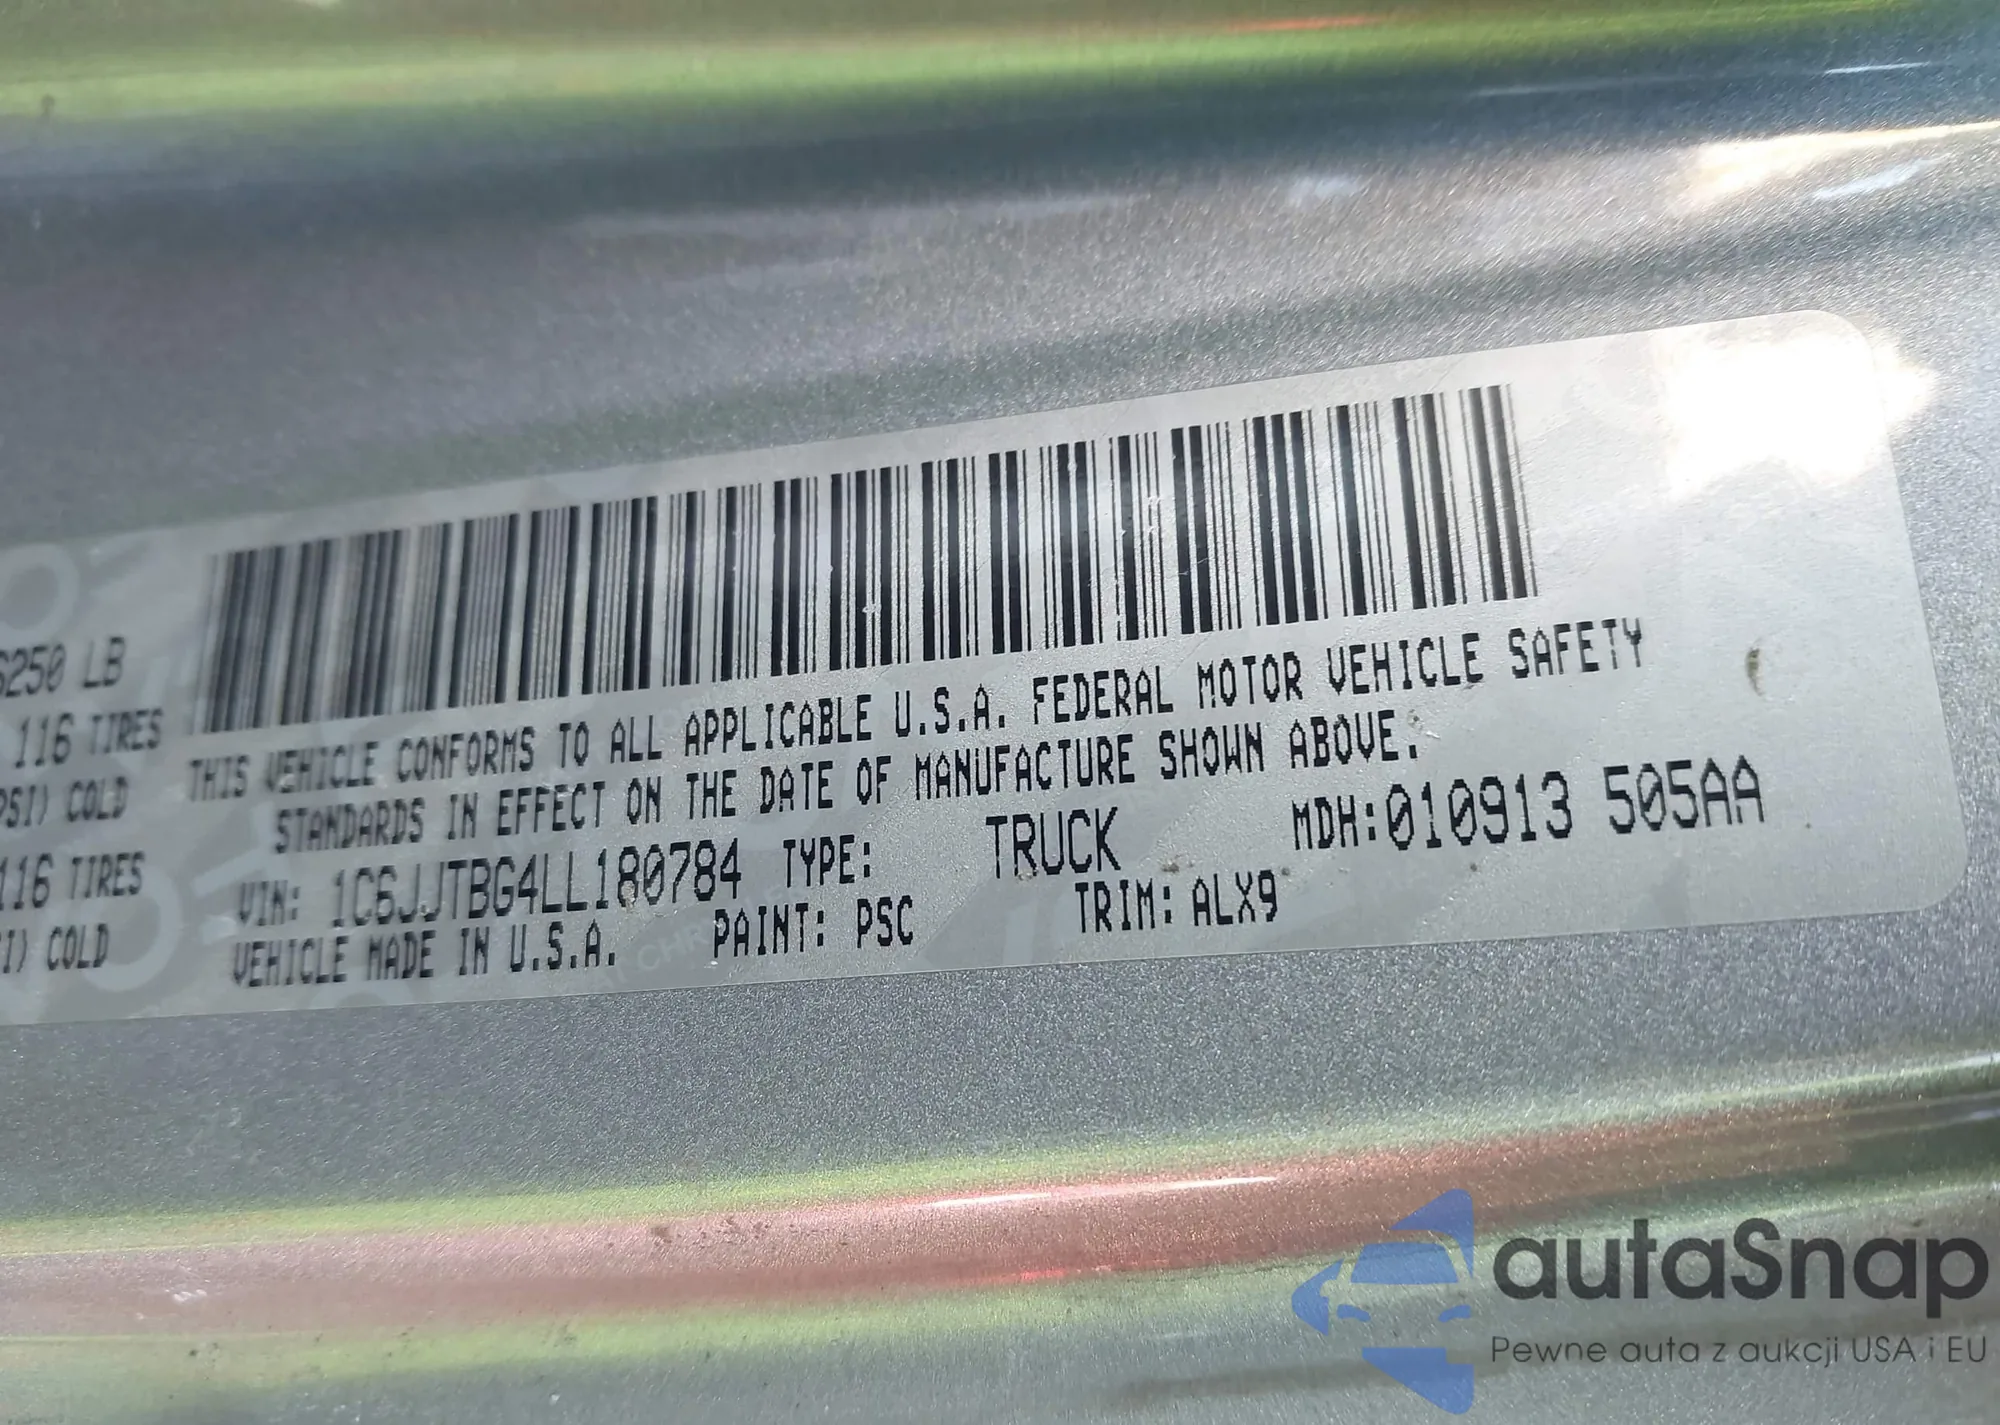 6250 LB
116 TIRES
PSI) COLD
116 TIRES
SI) COLD
THIS VEHICLE CONFORMS TO ALL APPLICABLE U.S.A. FEDERAL MOTOR VEHICLE SAFETY
STANDARDS IN EFFECT ON THE DATE OF MANUFACTURE SHOWN ABOVE.
VIN: 1C6JJTBG4LL180784 TYPE: TRUCK MDH:010913 505AA
VEHICLE MADE IN U.S.A. PAINT: PSC TRIM: ALX9
autaSnap
Pewne auta z aukcji USA i EU